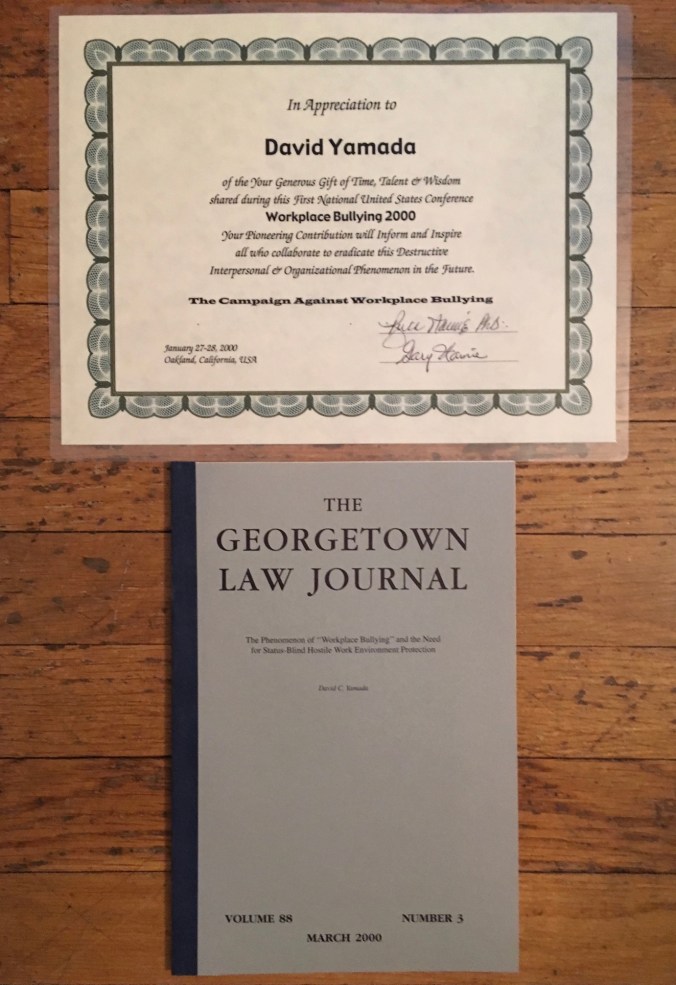 In Appreciation to
David Yamada
of the Your Generous Gift of Time, Talent & Wisdom
shared during this First National United States Conference
Workplace Bullying 2000
Your Pioneering Contribution will Inform and Inspire
all who collaborate to eradicate this Destructive
Interpersonal & Organizational Phenomenon in the Future.
The Campaign Against Workplace Bullying
Ph.D.
January 27-28, 2000
Oakland, California, USA
Gary Namie
THE
GEORGETOWN
LAW JOURNAL
The Phenomenon of "Workplace Bullying" and the Need
for Status-Blind Hostile Work Environment Protection
David C. Yamada
VOLUME 88 NUMBER 3
MARCH 2000